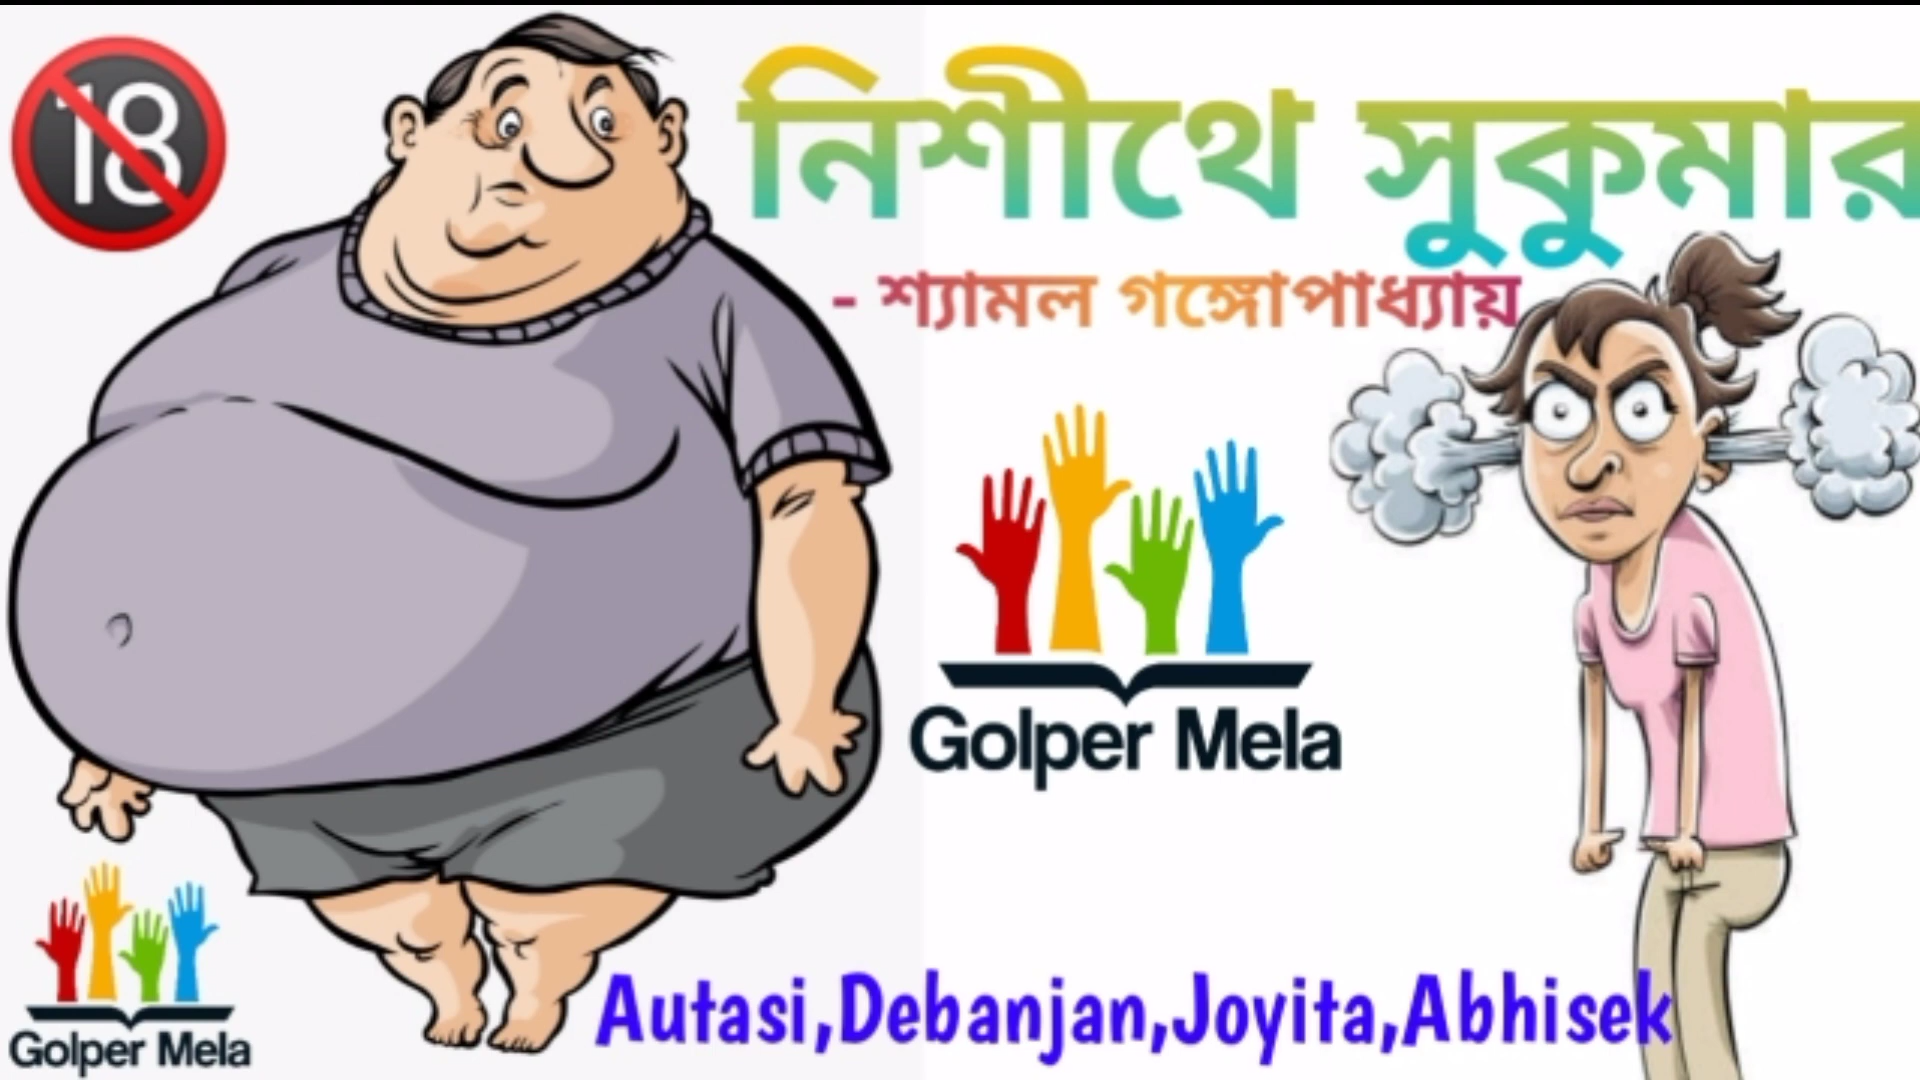 18
নিশীথে সুকুমার
- শ্যামল গঙ্গোপাধ্যায়
Golper Mela
Autasi,Debanjan,Joyita,Abhisek
Golper Mela